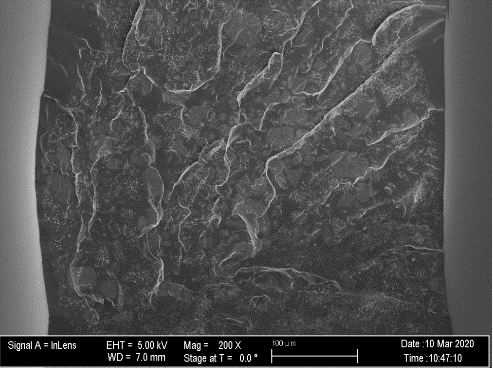 Signal A = InLens EHT = 5.00 kV Mag = 200 X 100 µm Date :10 Mar 2020
WD = 7.0 mm Stage at T = 0.0 ° Time :10:47:10